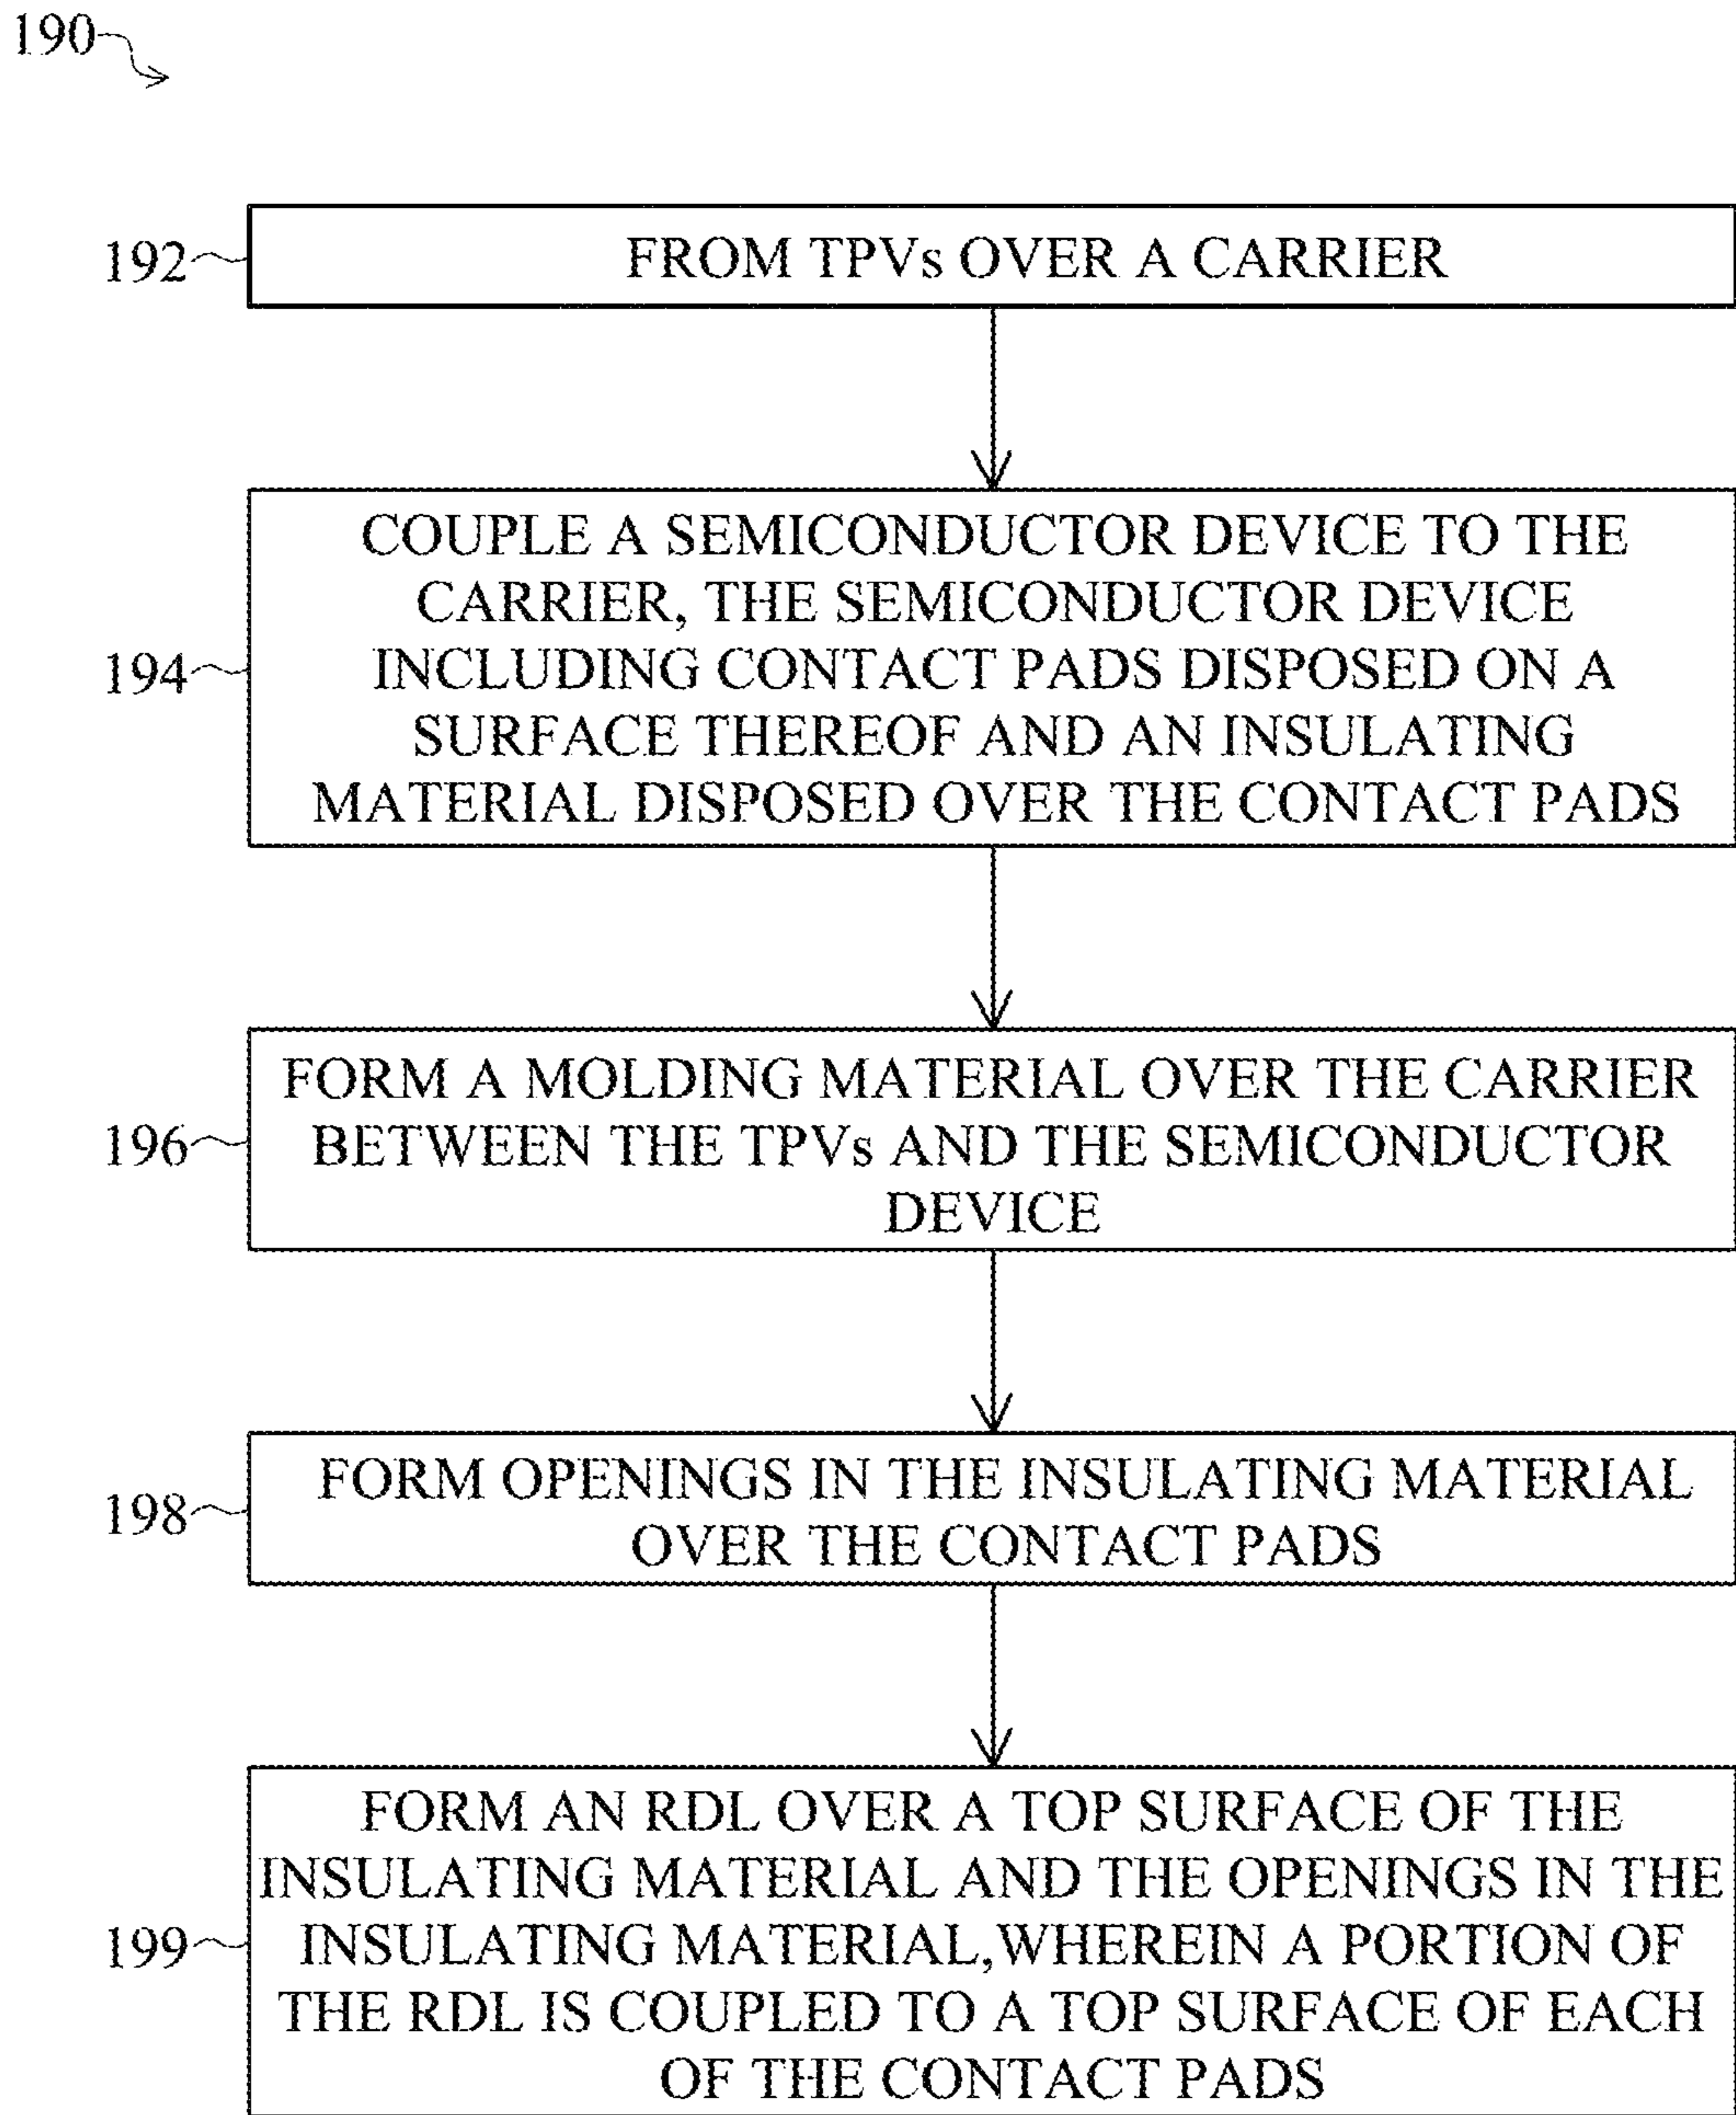 190
192
FROM TPVs OVER A CARRIER
194
COUPLE A SEMICONDUCTOR DEVICE TO THE
CARRIER, THE SEMICONDUCTOR DEVICE
INCLUDING CONTACT PADS DISPOSED ON A
SURFACE THEREOF AND AN INSULATING
MATERIAL DISPOSED OVER THE CONTACT PADS
196
FORM A MOLDING MATERIAL OVER THE CARRIER
BETWEEN THE TPVs AND THE SEMICONDUCTOR
DEVICE
198
FORM OPENINGS IN THE INSULATING MATERIAL
OVER THE CONTACT PADS
199
FORM AN RDL OVER A TOP SURFACE OF THE
INSULATING MATERIAL AND THE OPENINGS IN THE
INSULATING MATERIAL,WHEREIN A PORTION OF
THE RDL IS COUPLED TO A TOP SURFACE OF EACH
OF THE CONTACT PADS